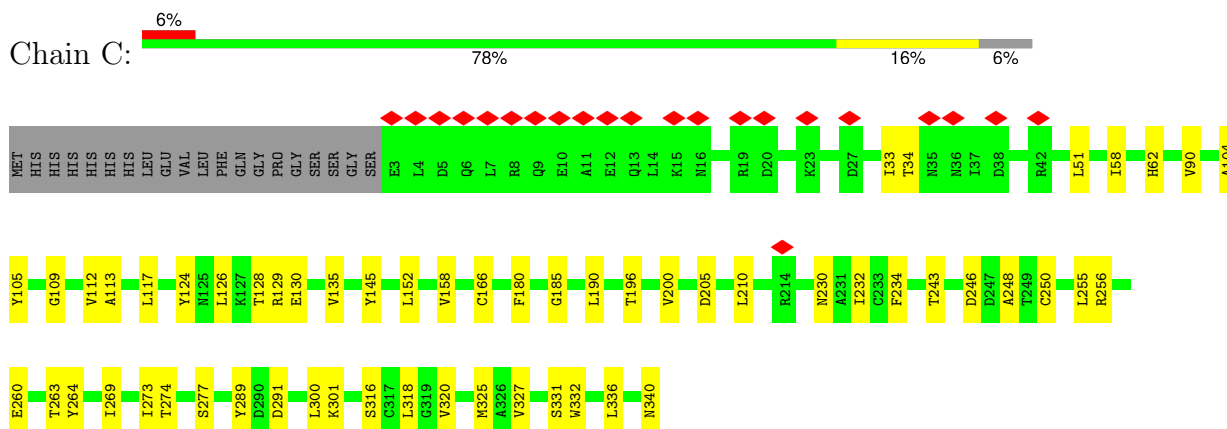 6%
Chain C:
78% 16% 6%
MET HIS HIS HIS HIS HIS HIS LEU GLU VAL LEU PHE GLN GLY PRO GLY SER SER GLY SER E3 L4 D5 Q6 L7 R8 Q9 E10 A11 E12 Q13 L14 K15 N16 R19 D20 K23 D27 I33 T34 N35 N36 I37 D38 R42 L51 I58 H62 V90 A104
Y105 G109 V112 A113 L117 Y124 N125 L126 K127 T128 R129 E130 V135 Y145 L152 V158 C166 F180 G185 L190 T196 V200 D205 L210 R214 N230 A231 I232 C233 F234 T243 D246 D247 A248 T249 C250 L255 R256
E260 T263 Y264 I269 I273 T274 S277 Y289 D290 D291 L300 K301 S316 C317 L318 G319 V320 M325 A326 V327 S331 W332 L336 N340